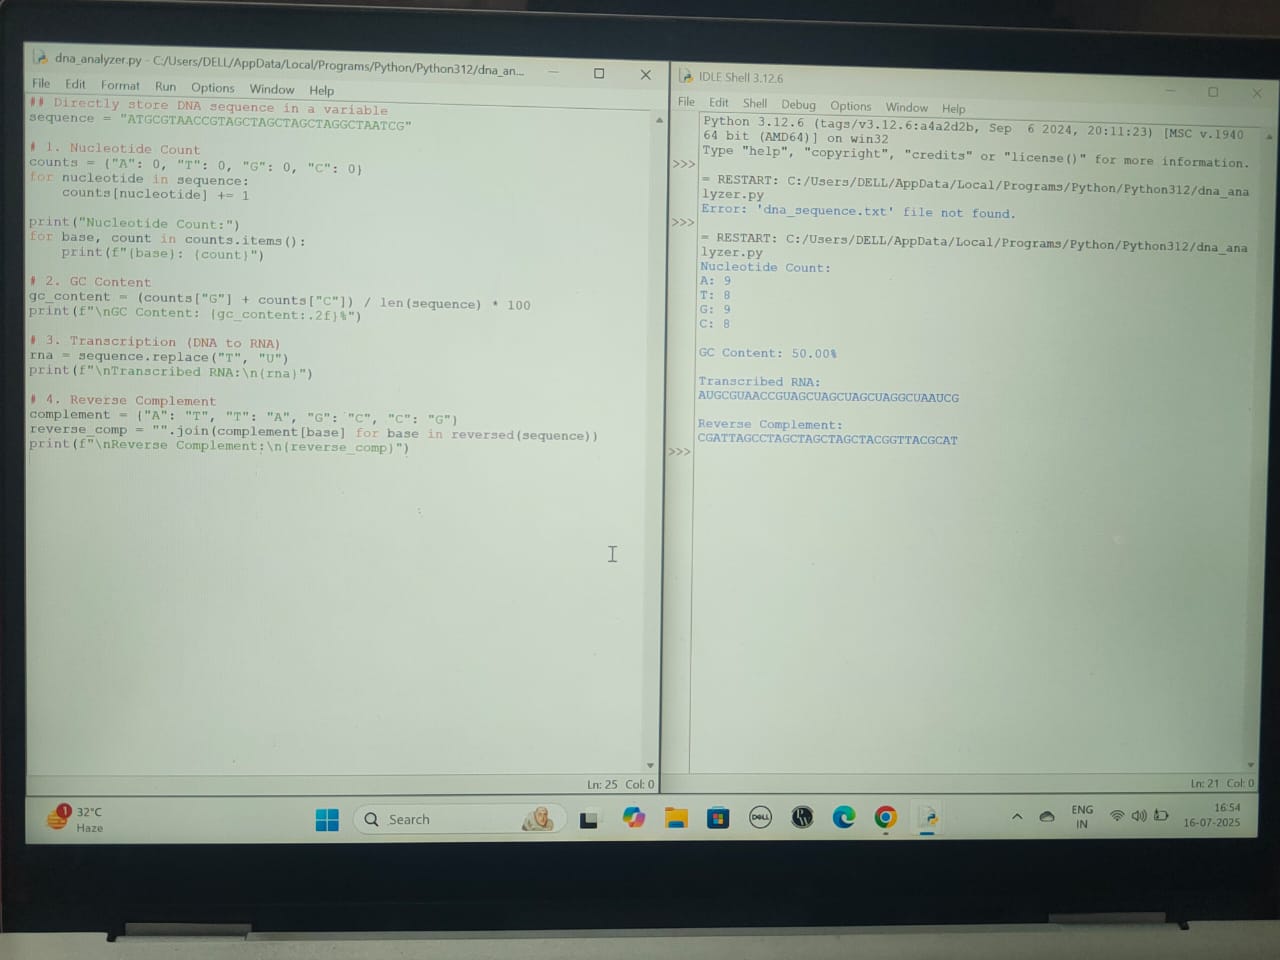 dna_analyzer.py - C:/Users/DELL/AppData/Local/Programs/Python/Python312/dna_an...
File Edit Format Run Options Window Help
## Directly store DNA sequence in a variable
sequence = "ATGCGTAACCGTAGCTAGCTAGCTAGGCTAATCG"

# 1. Nucleotide Count
counts = {"A": 0, "T": 0, "G": 0, "C": 0}
for nucleotide in sequence:
    counts[nucleotide] += 1

print("Nucleotide Count:")
for base, count in counts.items():
    print(f"{base}: {count}")

# 2. GC Content
gc_content = (counts["G"] + counts["C"]) / len(sequence) * 100
print(f"\nGC Content: {gc_content:.2f}%")

# 3. Transcription (DNA to RNA)
rna = sequence.replace("T", "U")
print(f"\nTranscribed RNA:\n{rna}")

# 4. Reverse Complement
complement = {"A": "T", "T": "A", "G": "C", "C": "G"}
reverse_comp = "".join(complement[base] for base in reversed(sequence))
print(f"\nReverse Complement:\n{reverse_comp}")
Ln: 25 Col: 0
IDLE Shell 3.12.6
File Edit Shell Debug Options Window Help
Python 3.12.6 (tags/v3.12.6:a4a2d2b, Sep  6 2024, 20:11:23) [MSC v.1940
64 bit (AMD64)] on win32
Type "help", "copyright", "credits" or "license()" for more information.
>>>
= RESTART: C:/Users/DELL/AppData/Local/Programs/Python/Python312/dna_ana
lyzer.py
Error: 'dna_sequence.txt' file not found.
>>>
= RESTART: C:/Users/DELL/AppData/Local/Programs/Python/Python312/dna_ana
lyzer.py
Nucleotide Count:
A: 9
T: 8
G: 9
C: 8

GC Content: 50.00%

Transcribed RNA:
AUGCGUAACCGUAGCUAGCUAGCUAGGCUAAUCG

Reverse Complement:
CGATTAGCCTAGCTAGCTAGCTACGGTTACGCAT
>>>
Ln: 21 Col: 0
1
32°C
Haze
Search
DELL
ENG
IN
16:54
16-07-2025